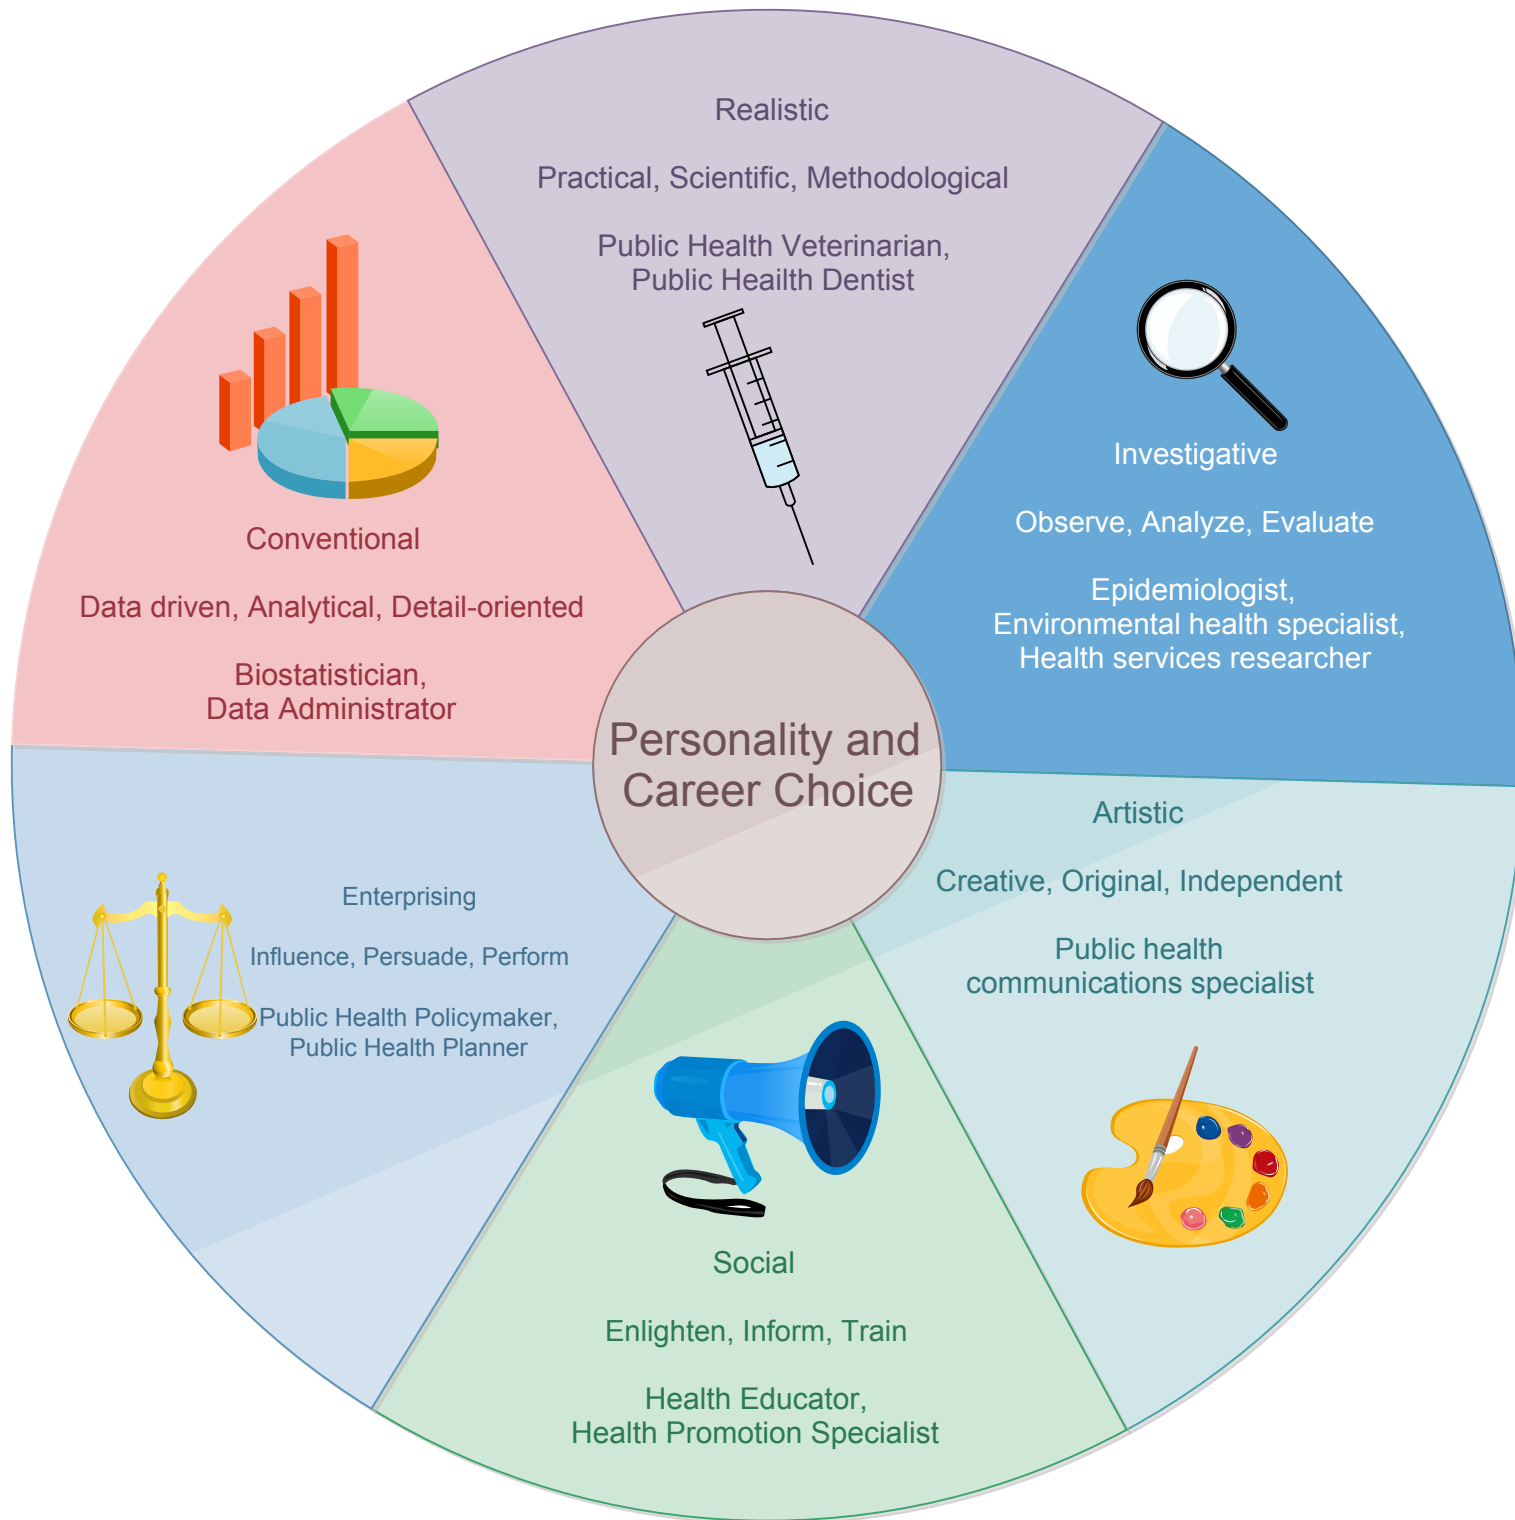 Realistic
Practical, Scientific, Methodological
Public Health Veterinarian,
Public Heailth Dentist
Investigative
Observe, Analyze, Evaluate
Epidemiologist,
Environmental health specialist,
Health services researcher
Artistic
Creative, Original, Independent
Public health
communications specialist
Social
Enlighten, Inform, Train
Health Educator,
Health Promotion Specialist
Enterprising
Influence, Persuade, Perform
Public Health Policymaker,
Public Health Planner
Conventional
Data driven, Analytical, Detail-oriented
Biostatistician,
Data Administrator
Personality and
Career Choice